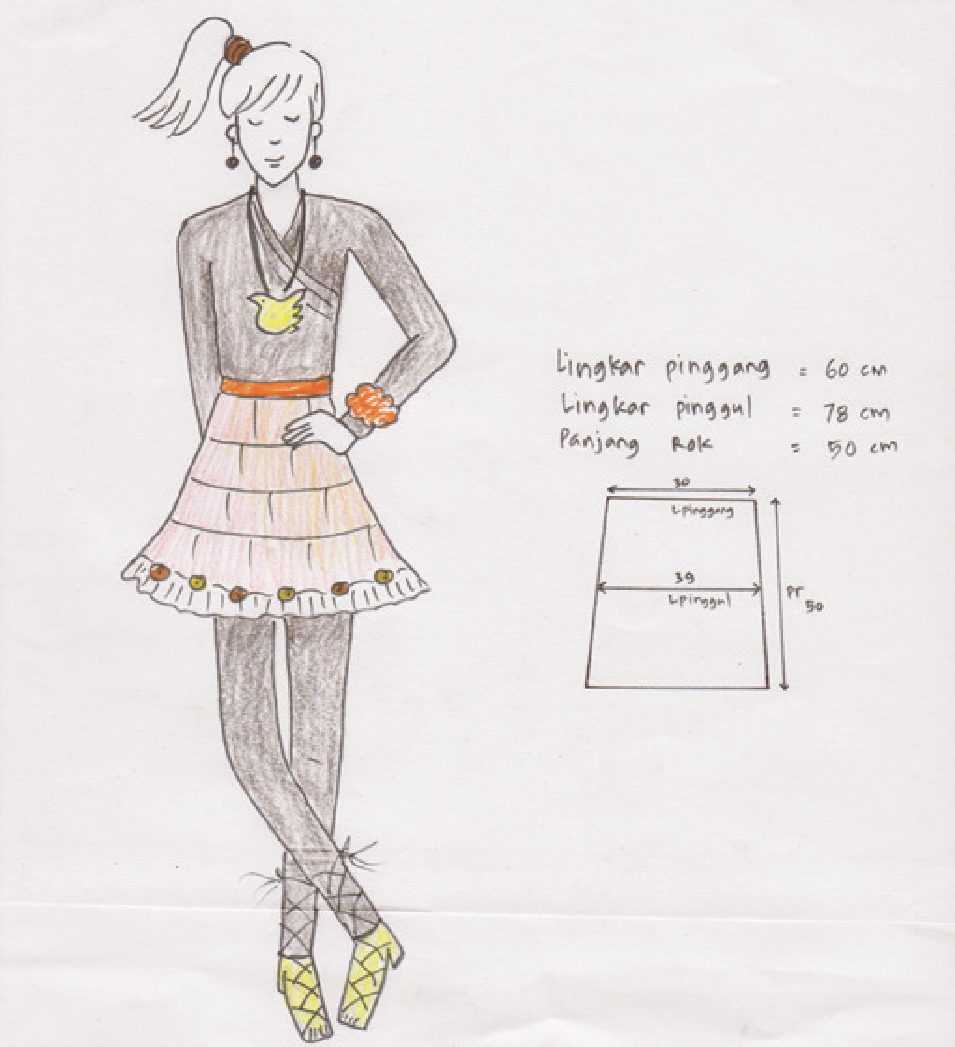 Lingkar pinggang = 60 cm
Lingkar pinggul = 78 cm
Panjang Rok = 50 cm
30
L.pinggang
39
L.pinggul
Pr
50